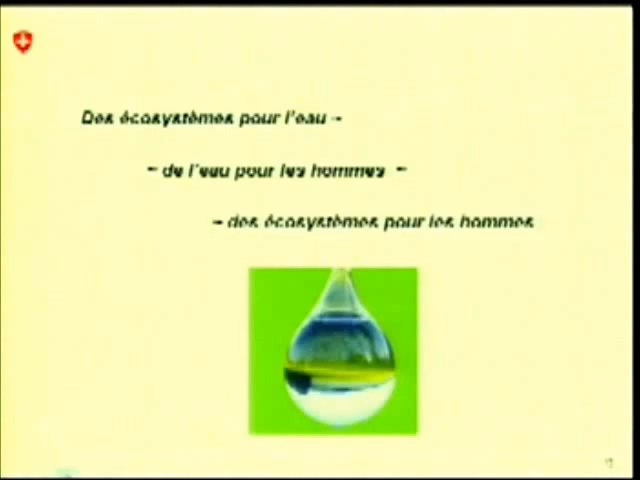 Des écosystèmes pour l'eau –
– de l'eau pour les hommes –
– des écosystèmes pour les hommes